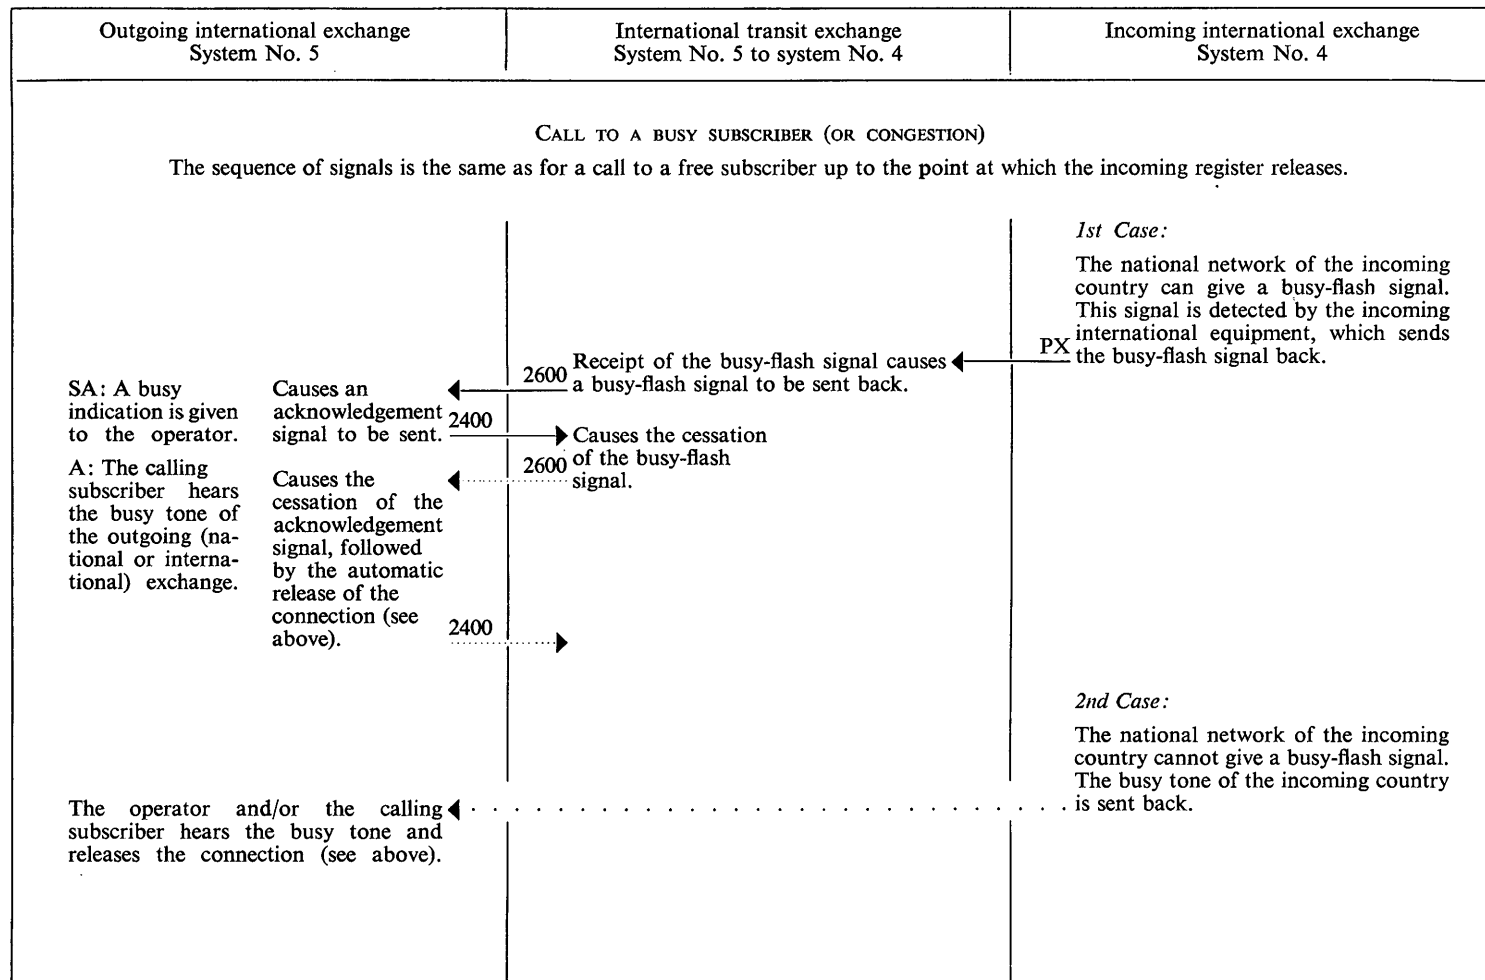 Outgoing international exchange
System No. 5
International transit exchange
System No. 5 to system No. 4
Incoming international exchange
System No. 4
CALL TO A BUSY SUBSCRIBER (OR CONGESTION)
The sequence of signals is the same as for a call to a free subscriber up to the point at which the incoming register releases.
1st Case:
The national network of the incoming
country can give a busy-flash signal.
This signal is detected by the incoming
international equipment, which sends
the busy-flash signal back.
PX
Receipt of the busy-flash signal causes
a busy-flash signal to be sent back.
2600
SA: A busy
indication is given
to the operator.
Causes an
acknowledgement
signal to be sent.
2400
Causes the cessation
of the busy-flash
signal.
2600
A: The calling
subscriber hears
the busy tone of
the outgoing (na-
tional or interna-
tional) exchange.
Causes the
cessation of the
acknowledgement
signal, followed
by the automatic
release of the
connection (see
above).
2400
2nd Case:
The national network of the incoming
country cannot give a busy-flash signal.
The busy tone of the incoming country
is sent back.
The operator and/or the calling
subscriber hears the busy tone and
releases the connection (see above).